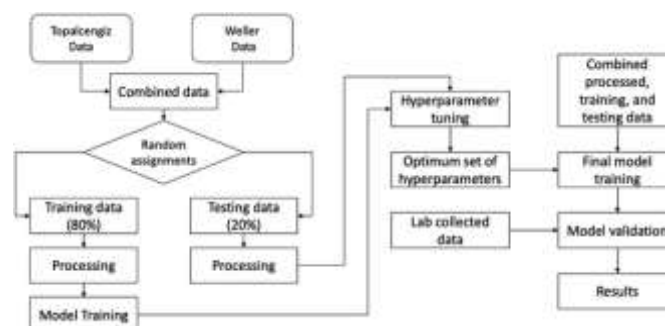 Topalcengiz
Data
Weller
Data
Combined data
Random
assignments
Training data
(80%)
Testing data
(20%)
Processing
Processing
Model Training
Hyperparameter
tuning
Optimum set of
hyperparameters
Lab collected
data
Combined
processed,
training, and
testing data
Final model
training
Model validation
Results